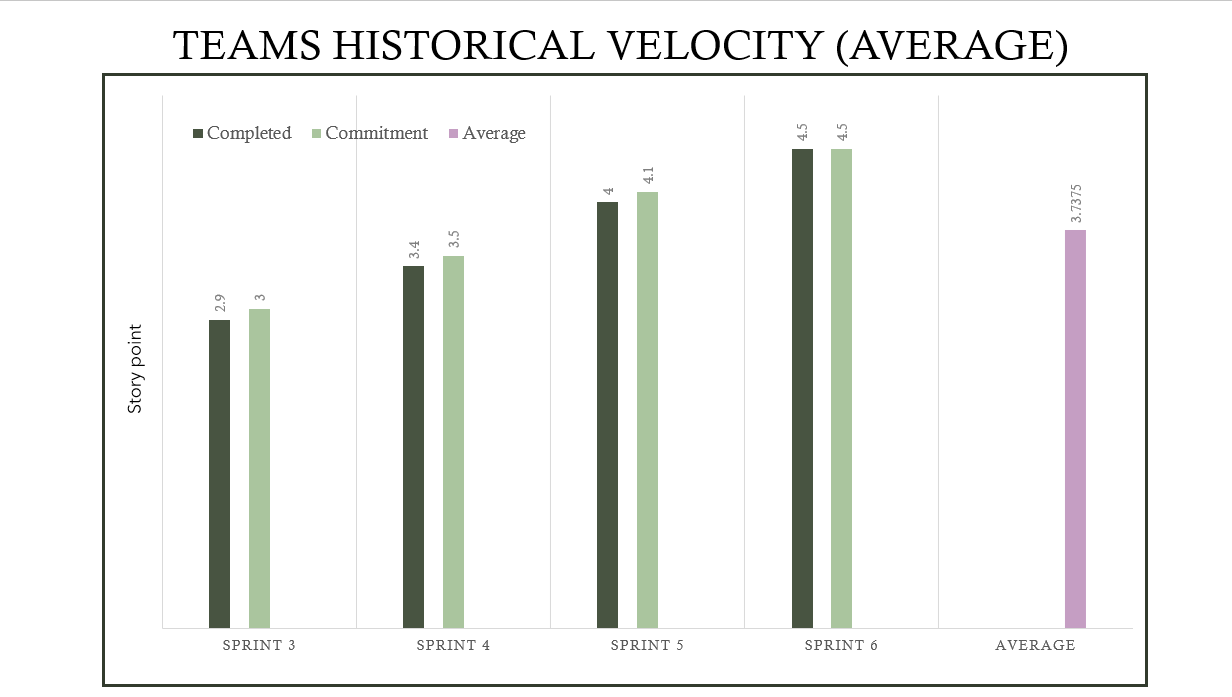 TEAMS HISTORICAL VELOCITY (AVERAGE)
Completed Commitment Average
Story point
2.9
3
3.4
3.5
4
4.1
4.5
4.5
3.7375
SPRINT 3
SPRINT 4
SPRINT 5
SPRINT 6
AVERAGE